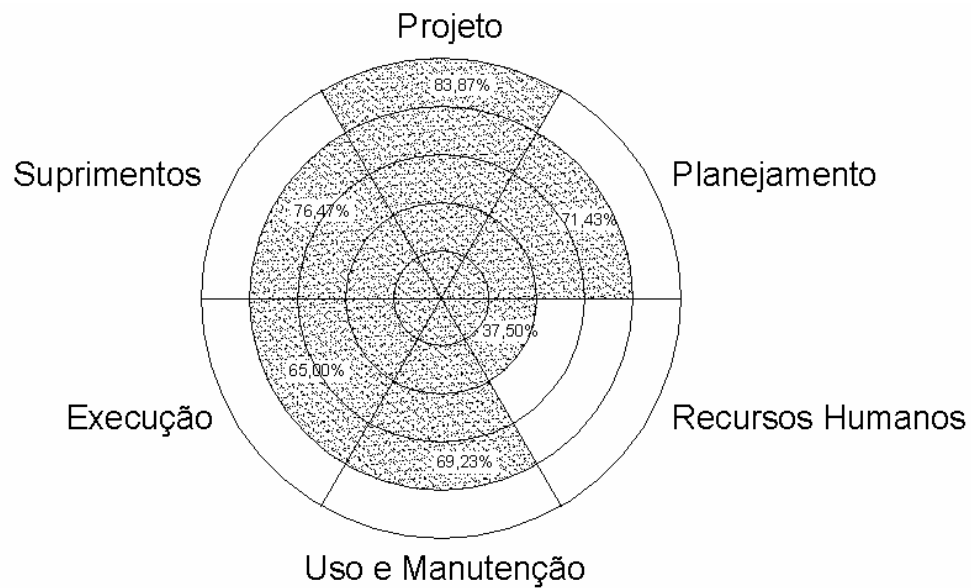 Projeto
83,87%
Suprimentos
Planejamento
76,47%
71,43%
37,50%
65,00%
Execução
Recursos Humanos
69,23%
Uso e Manutenção